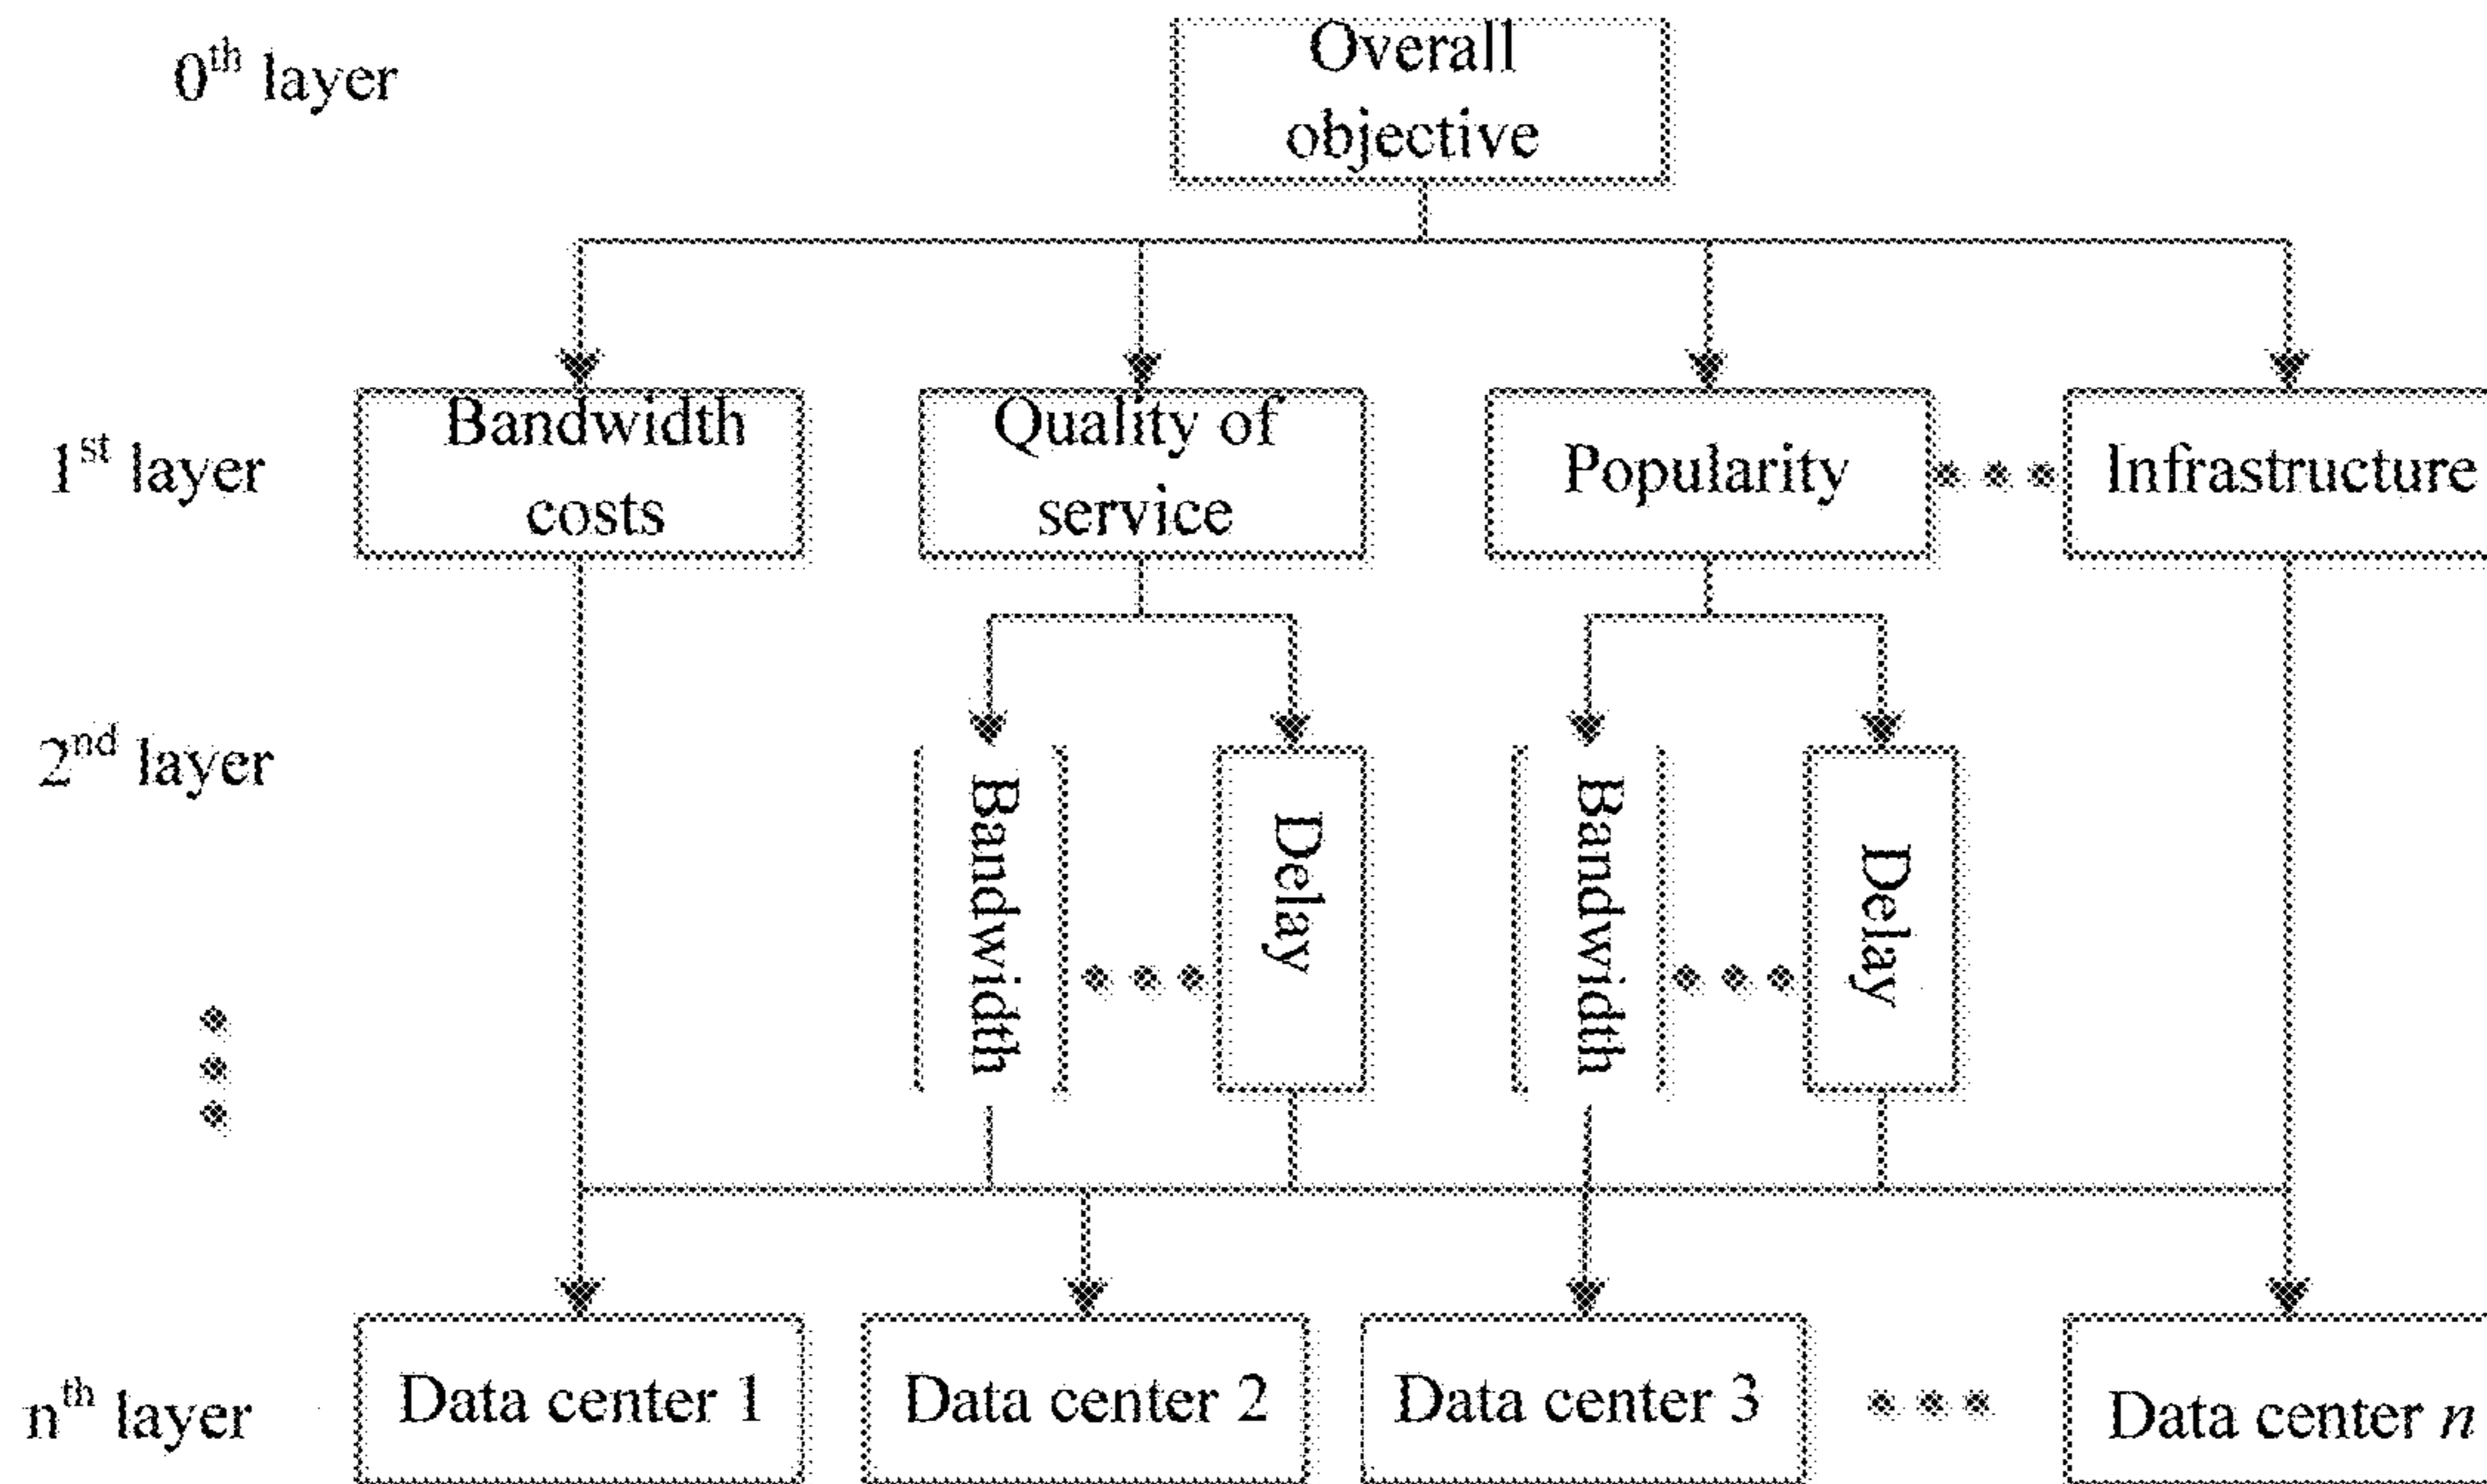 0th layer
Overall
objective
1st layer
Bandwidth
costs
Quality of
service
Popularity
Infrastructure
2nd layer
Bandwidth
Delay
Bandwidth
Delay
nth layer
Data center 1
Data center 2
Data center 3
Data center n